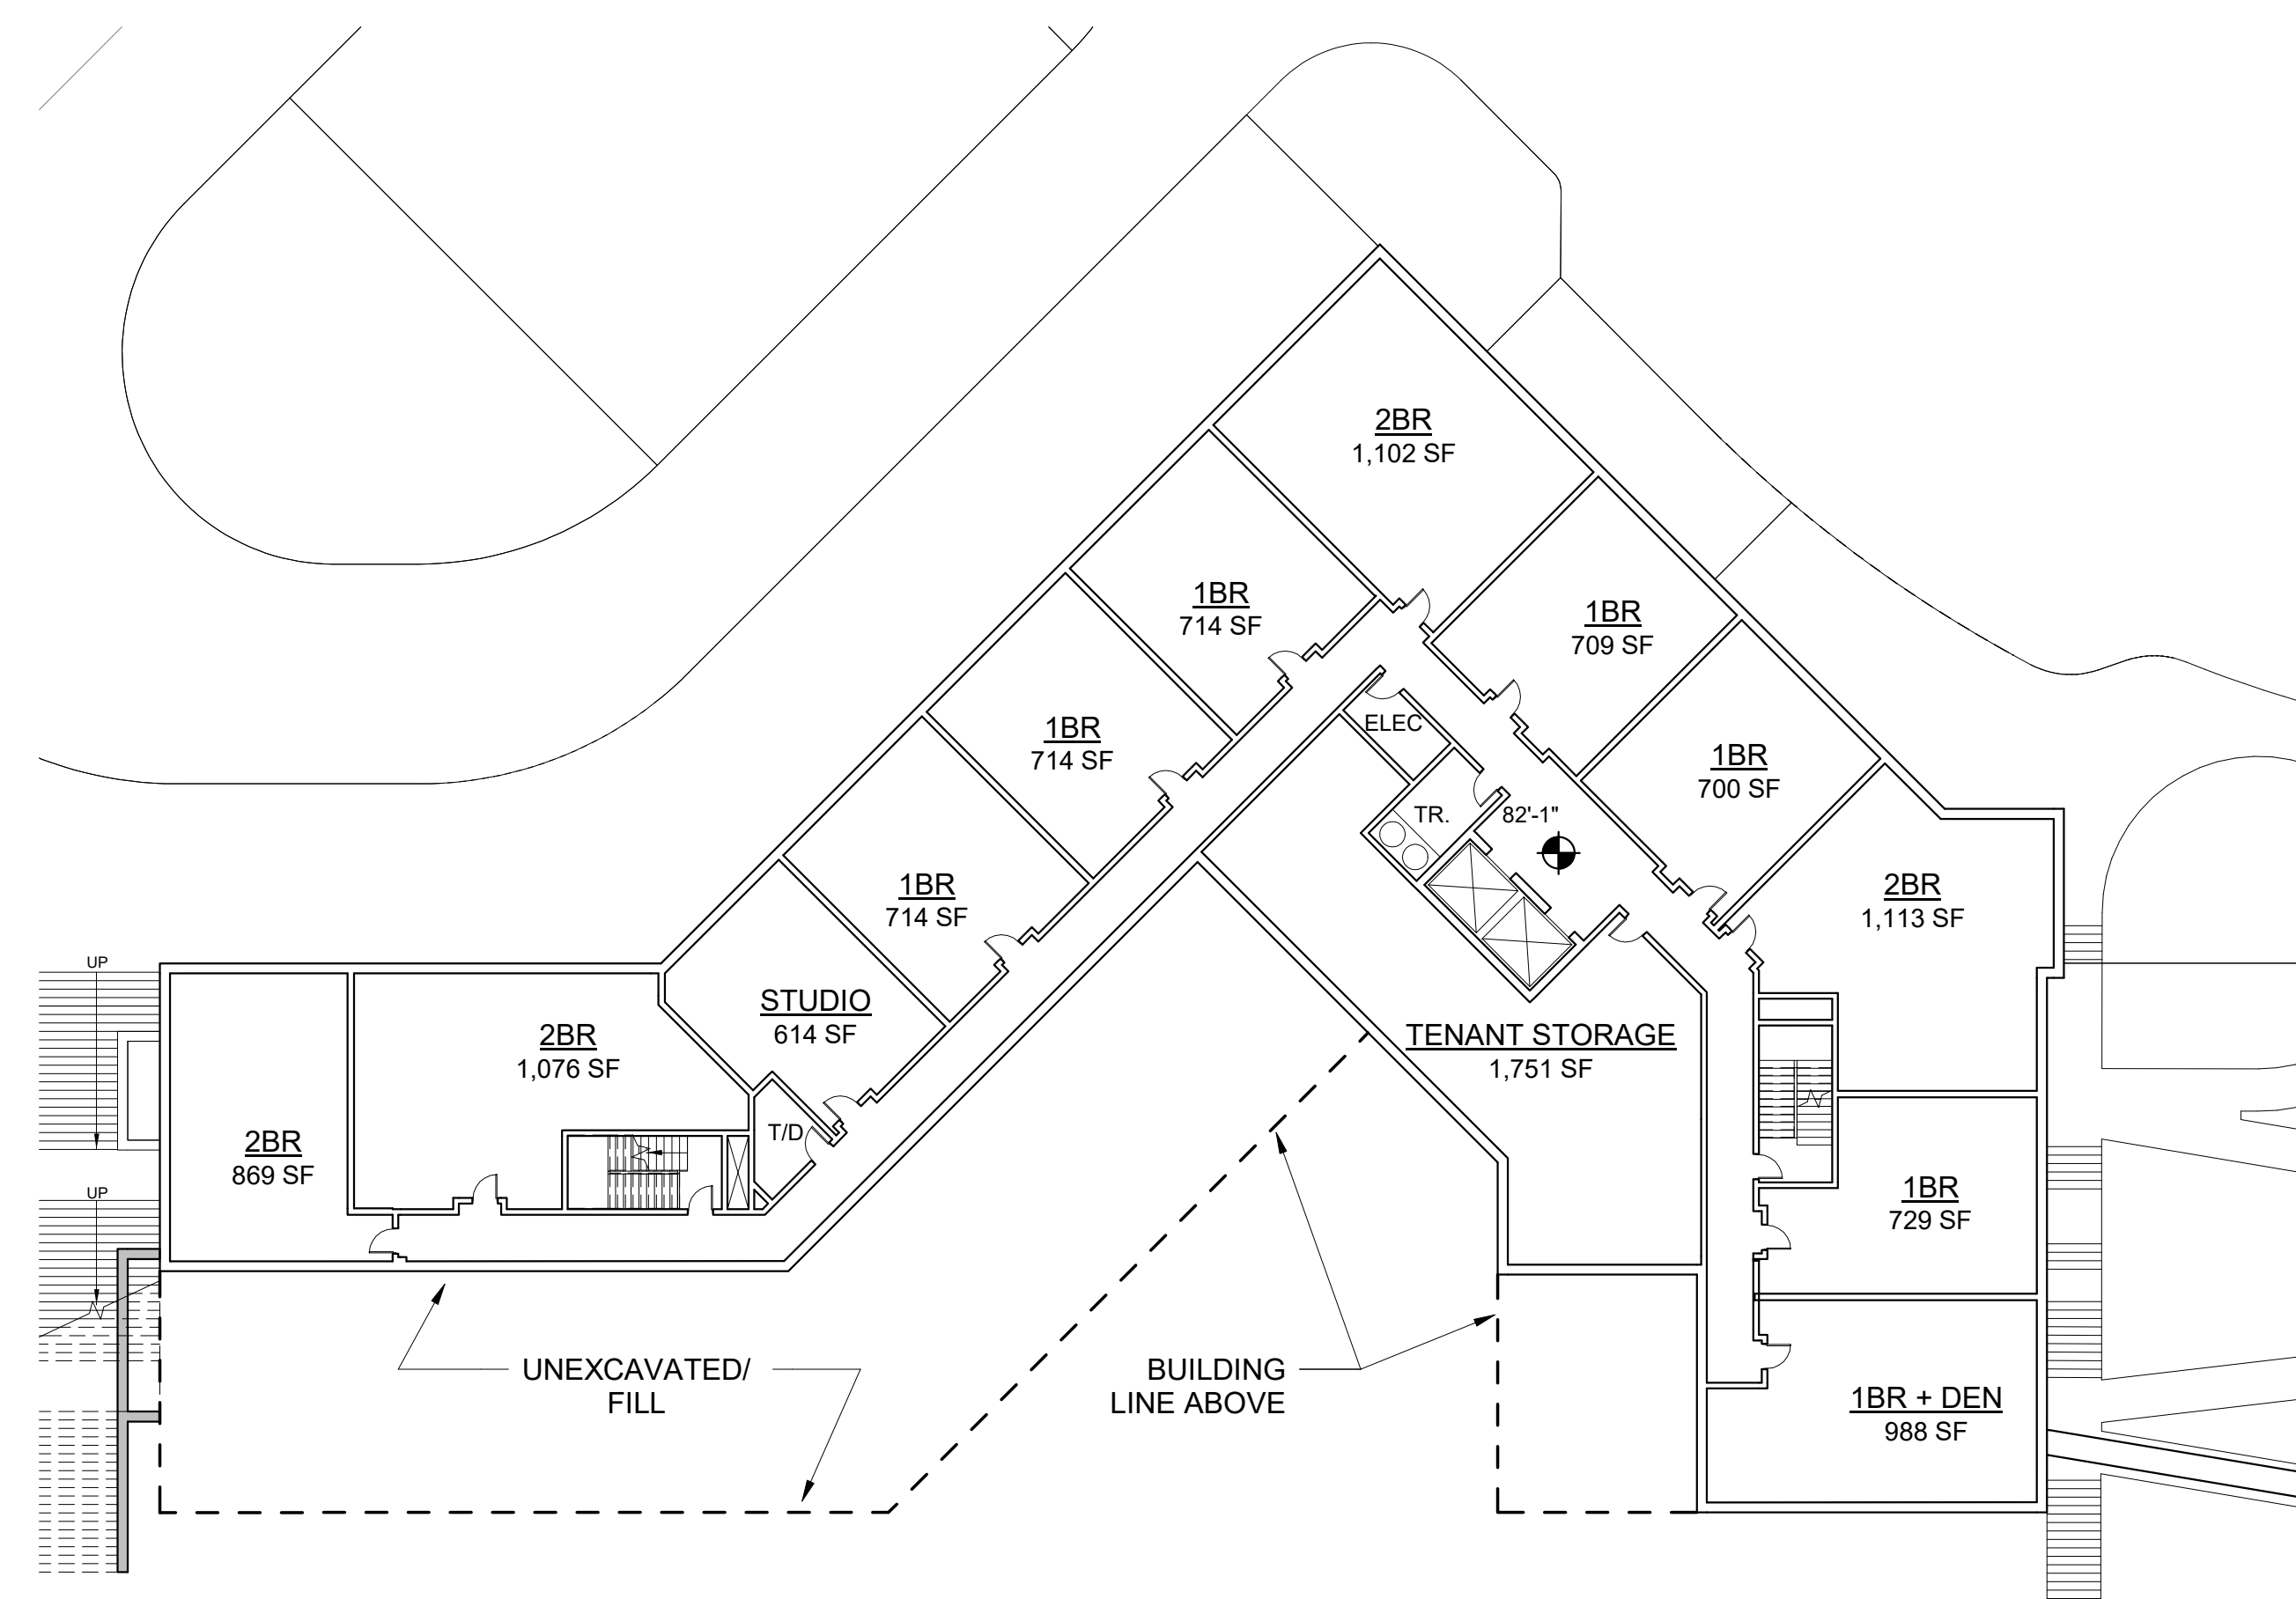 2BR
1,102 SF
1BR
714 SF
1BR
709 SF
1BR
714 SF
ELEC
1BR
700 SF
TR.
82'-1"
1BR
714 SF
2BR
1,113 SF
UP
STUDIO
614 SF
2BR
1,076 SF
TENANT STORAGE
1,751 SF
T/D
2BR
869 SF
UP
1BR
729 SF
UNEXCAVATED/
FILL
BUILDING
LINE ABOVE
1BR + DEN
988 SF